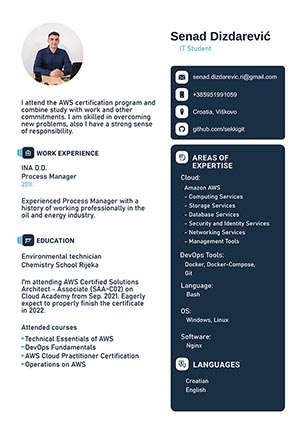 Senad Dizdarević
IT Student
I attend the AWS certification program and
combine study with work and other
commitments. I am skilled in overcoming
new problems, also I have a strong sense
of responsibility.
WORK EXPERIENCE
INA D.D.
Process Manager
2011.
Experienced Process Manager with a
history of working professionally in the
oil and energy industry.
EDUCATION
Environmental technician
Chemistry School Rijeka
I'm attending AWS Certified Solutions
Architect - Associate (SAA-C02) on
Cloud Academy from Sep. 2021. Eagerly
expect to properly finish the certificate
in 2022.
Attended courses
• Technical Essentials of AWS
• DevOps Fundamentals
• AWS Cloud Practitioner Certification
• Operations on AWS
senad.dizdarevic.ri@gmail.com
+385951991059
Croatia, Viškovo
github.com/sekkigit
AREAS OF
EXPERTISE
Cloud:
Amazon AWS
- Computing Services
- Storage Services
- Database Services
- Security and Identity Services
- Networking Services
- Management Tools
DevOps Tools:
Docker, Docker-Compose,
Git
Language:
Bash
OS:
Windows, Linux
Software:
Nginx
LANGUAGES
Croatian
English